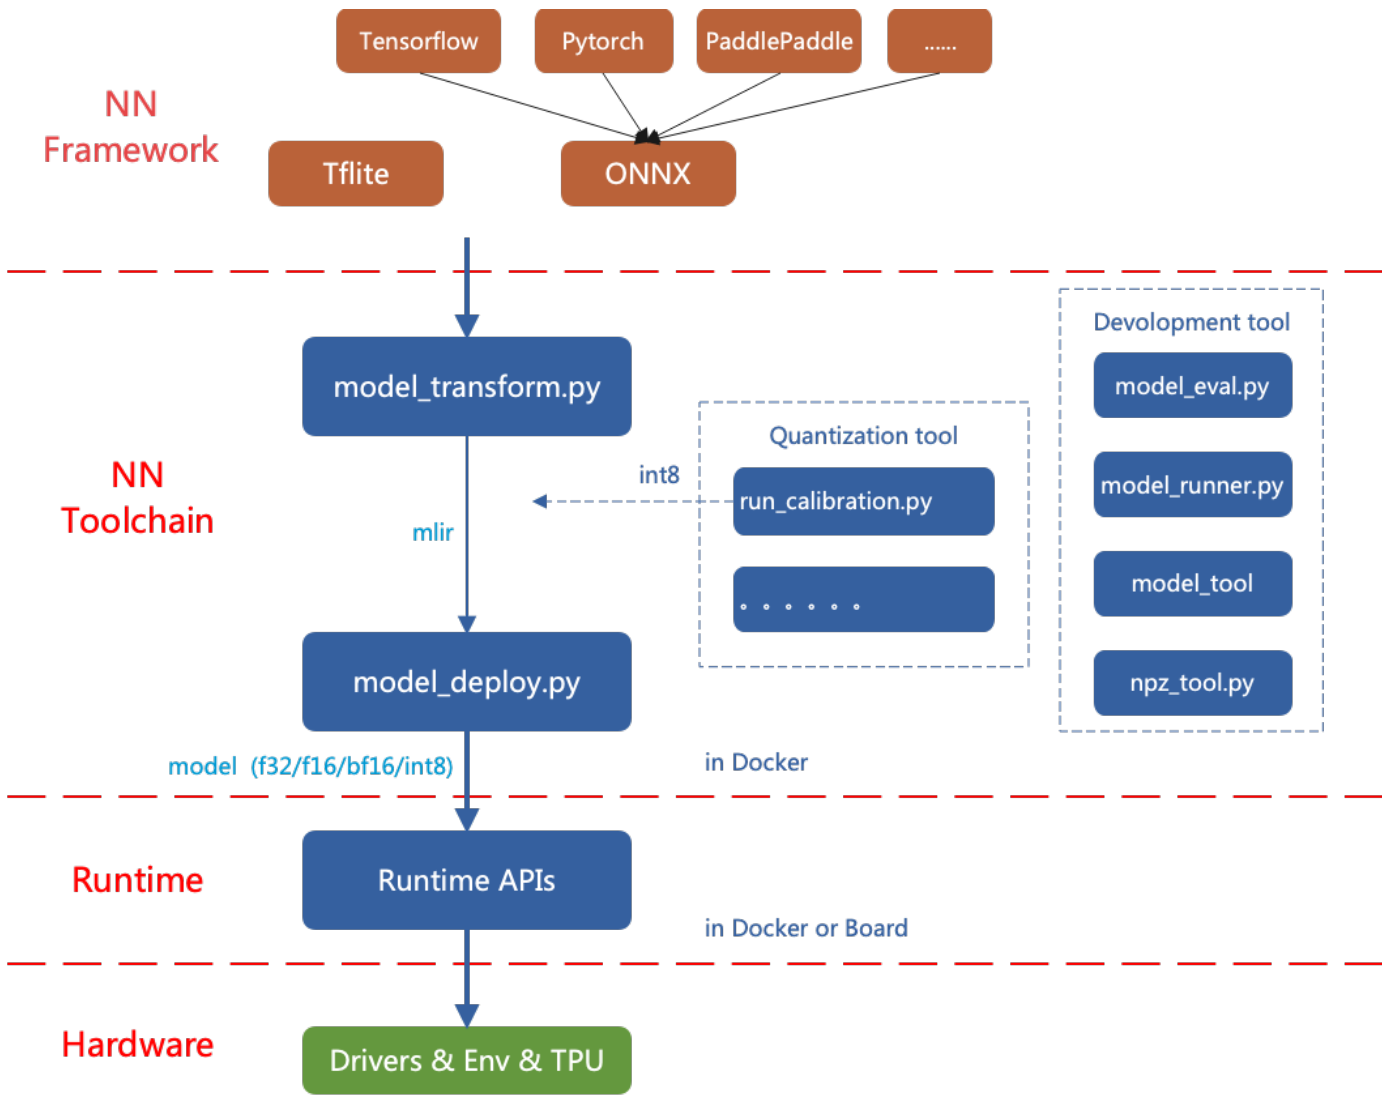 Tensorflow
Pytorch
PaddlePaddle
......
NN
Framework
Tflite
ONNX
Devolopment tool
model_transform.py
model_eval.py
Quantization tool
NN
Toolchain
int8
run_calibration.py
model_runner.py
mlir
。。。。。。
model_tool
model_deploy.py
npz_tool.py
model (f32/f16/bf16/int8)
in Docker
Runtime
Runtime APIs
in Docker or Board
Hardware
Drivers & Env & TPU